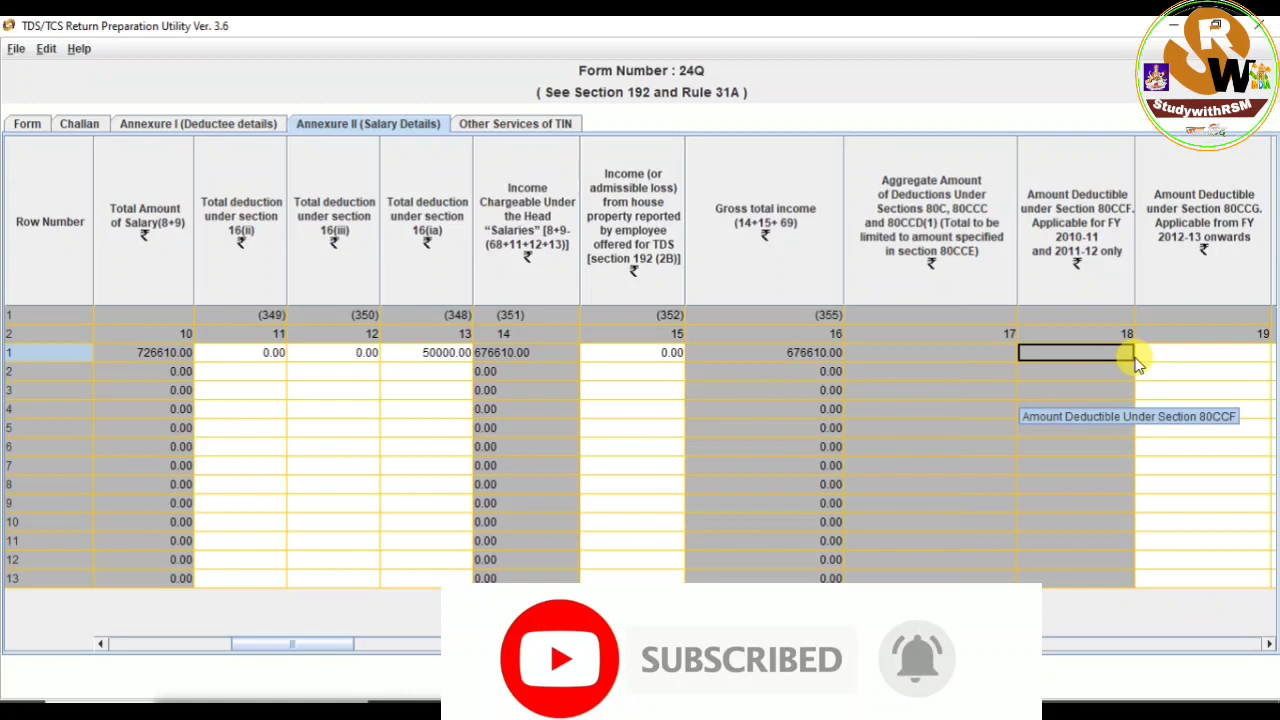 TDS/TCS Return Preparation Utility Ver. 3.6
File Edit Help
Form Number : 24Q
( See Section 192 and Rule 31A )
RW
INDIA
StudywithRSM
Form Challan Annexure I (Deductee details) Annexure II (Salary Details) Other Services of TIN
Row Number
Total Amount
of Salary(8+9)
₹
Total deduction
under section
16(ii)
₹
Total deduction
under section
16(iii)
₹
Total deduction
under section
16(ia)
₹
Income
Chargeable Under
the Head
“Salaries” [8+9-
(68+11+12+13)]
₹
Income (or
admissible loss)
from house
property reported
by employee
offered for TDS
[section 192 (2B)]
₹
Gross total income
(14+15+ 69)
₹
Aggregate Amount
of Deductions Under
Sections 80C, 80CCC
and 80CCD(1) (Total to be
limited to amount specified
in section 80CCE)
₹
Amount Deductible
under Section 80CCF.
Applicable for FY
2010-11
and 2011-12 only
₹
Amount Deductible
under Section 80CCG.
Applicable from FY
2012-13 onwards
₹
1 (349) (350) (348) (351) (352) (355)
2 10 11 12 13 14 15 16 17 18 19
1 726610.00 0.00 0.00 50000.00 676610.00 0.00 676610.00
2 0.00 0.00 0.00
3 0.00 0.00 0.00
4 0.00 0.00 0.00
Amount Deductible Under Section 80CCF
5 0.00 0.00 0.00
6 0.00 0.00 0.00
7 0.00 0.00 0.00
8 0.00 0.00 0.00
9 0.00 0.00 0.00
10 0.00 0.00 0.00
11 0.00 0.00 0.00
12 0.00 0.00 0.00
13 0.00 0.00 0.00
SUBSCRIBED